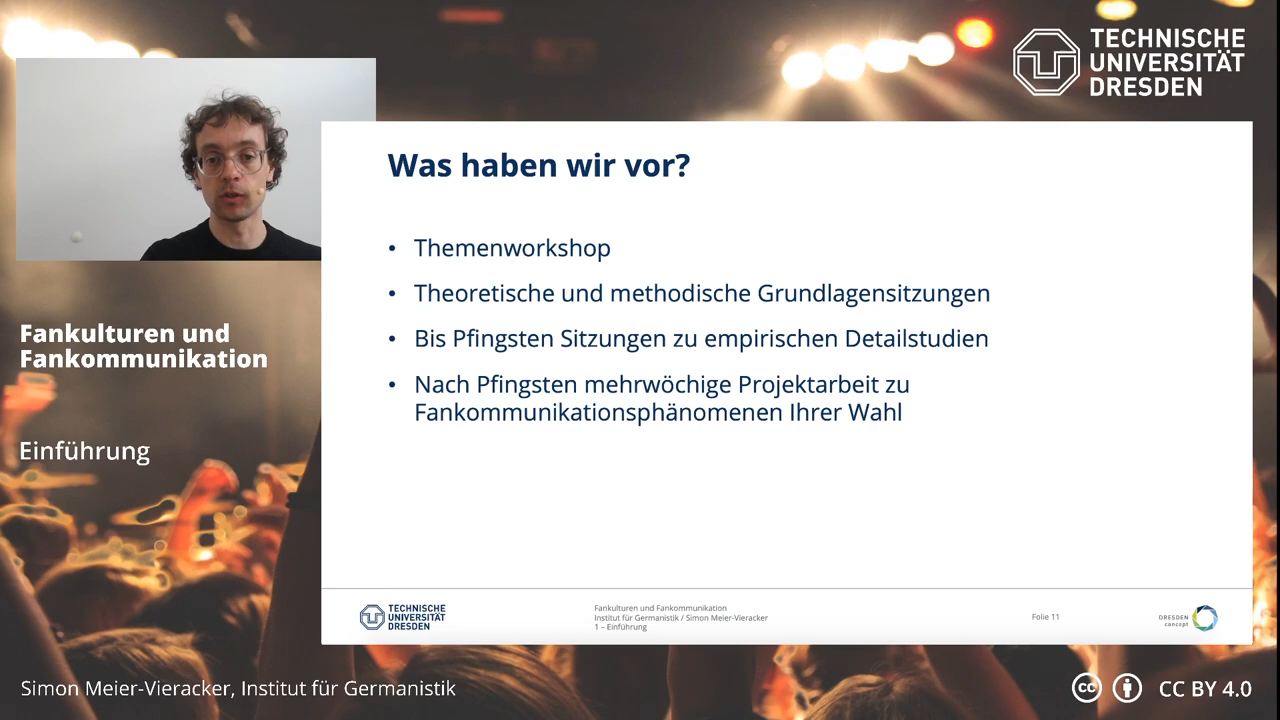 TECHNISCHE
UNIVERSITÄT
DRESDEN
Was haben wir vor?
• Themenworkshop
• Theoretische und methodische Grundlagensitzungen
• Bis Pfingsten Sitzungen zu empirischen Detailstudien
• Nach Pfingsten mehrwöchige Projektarbeit zu
Fankommunikationsphänomenen Ihrer Wahl
Fankulturen und
Fankommunikation
Einführung
TECHNISCHE
UNIVERSITÄT
DRESDEN
Fankulturen und Fankommunikation
Institut für Germanistik / Simon Meier-Vieracker
1 – Einführung
Folie 11
DRESDEN
concept
Simon Meier-Vieracker, Institut für Germanistik
cc CC BY 4.0